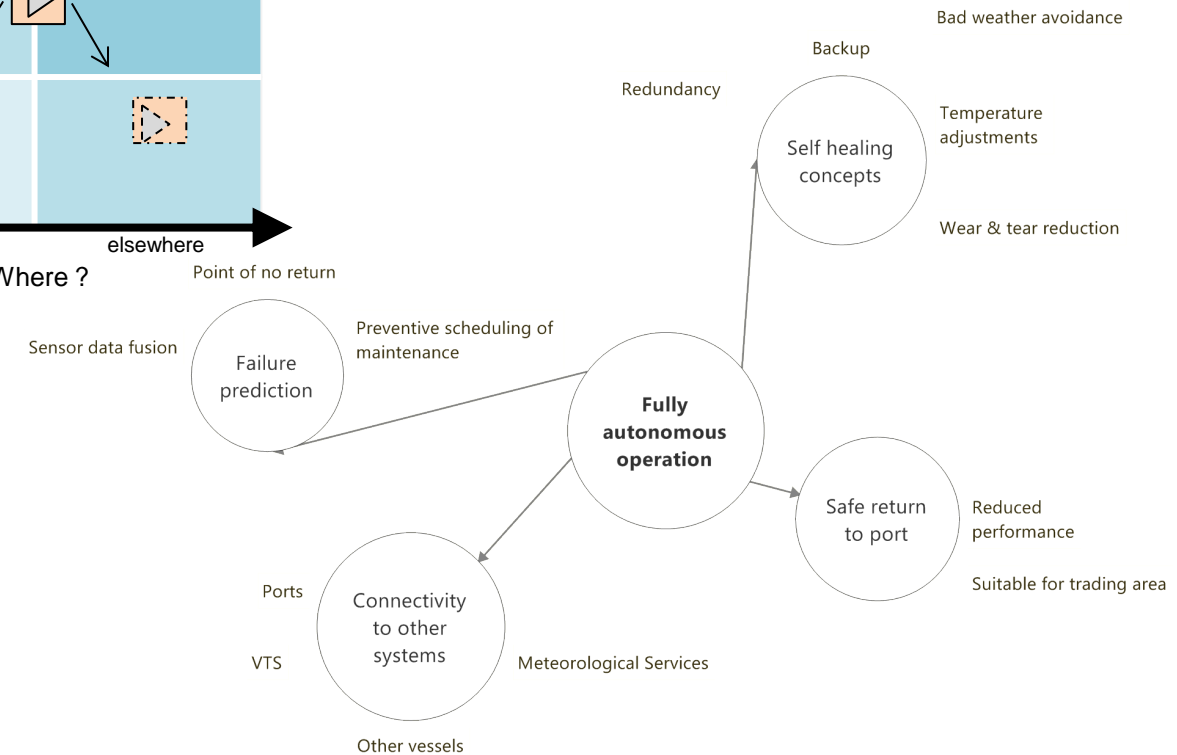 Bad weather avoidance
Backup
Redundancy
Temperature
adjustments
Self healing
concepts
Wear & tear reduction
elsewhere
Where ?
Point of no return
Sensor data fusion
Failure
prediction
Preventive scheduling of
maintenance
Fully
autonomous
operation
Safe return
to port
Reduced
performance
Suitable for trading area
Ports
Connectivity
to other
systems
VTS
Meteorological Services
Other vessels